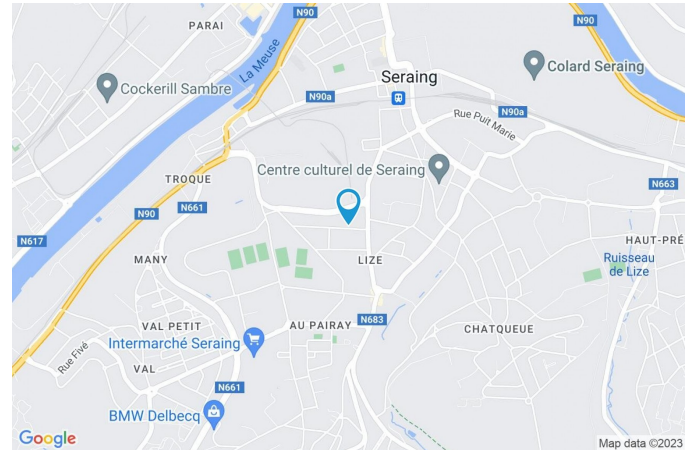 PARAI
N90
N90
La Meuse
Cockerill Sambre
Seraing
Colard Seraing
N90a
N90a
N90a
Rue Puit Marie
Centre culturel de Seraing
TROQUE
N661
N663
N90
N617
MANY
LIZE
HAUT-PRÉ
Ruisseau
de Lize
VAL PETIT
AU PAIRAY
N683
CHATQUEUE
Intermarché Seraing
Rue Fivé
VAL
N661
BMW Delbecq
Google
Map data ©2023